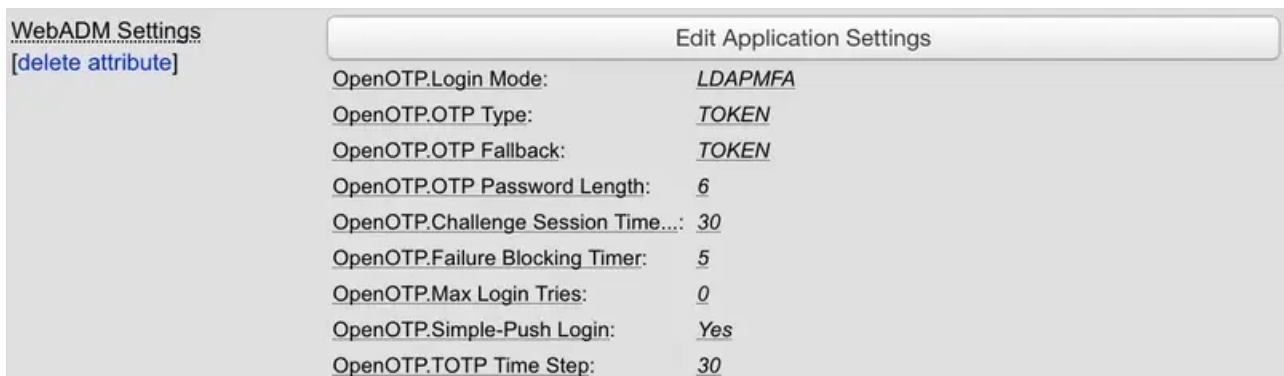 WebADM Settings
[delete attribute]
Edit Application Settings
OpenOTP.Login Mode: LDAPMFA
OpenOTP.OTP Type: TOKEN
OpenOTP.OTP Fallback: TOKEN
OpenOTP.OTP Password Length: 6
OpenOTP.Challenge Session Time...: 30
OpenOTP.Failure Blocking Timer: 5
OpenOTP.Max Login Tries: 0
OpenOTP.Simple-Push Login: Yes
OpenOTP.TOTP Time Step: 30